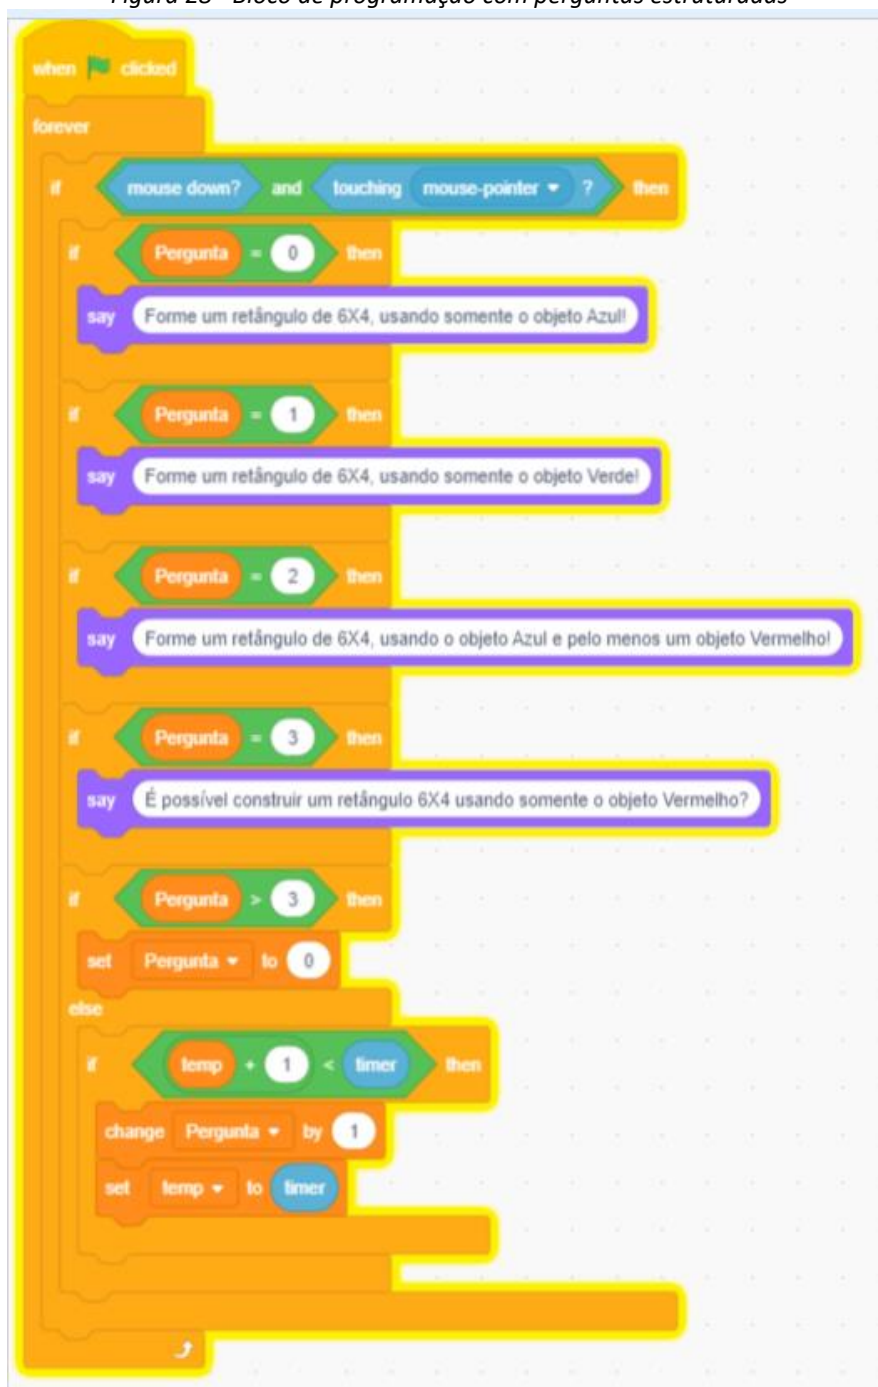 Figura 28 - Bloco de programação com perguntas estruturadas
when clicked
forever
if mouse down? and touching mouse-pointer ? then
if Pergunta = 0 then
say Forme um retângulo de 6X4, usando somente o objeto Azul!
if Pergunta = 1 then
say Forme um retângulo de 6X4, usando somente o objeto Verde!
if Pergunta = 2 then
say Forme um retângulo de 6X4, usando o objeto Azul e pelo menos um objeto Vermelho!
if Pergunta = 3 then
say É possível construir um retângulo 6X4 usando somente o objeto Vermelho?
if Pergunta > 3 then
set Pergunta to 0
else
if temp + 1 < timer then
change Pergunta by 1
set temp to timer